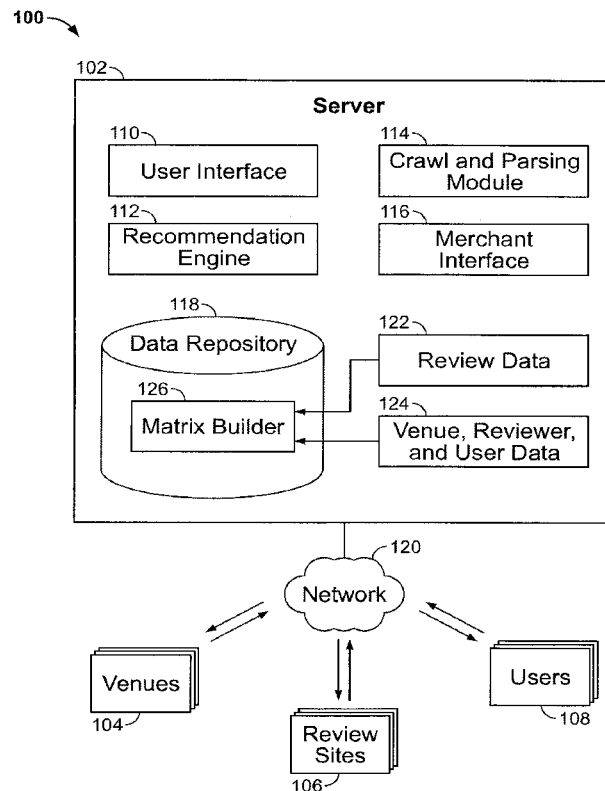 100
102
Server
110
User Interface
114
Crawl and Parsing
Module
112
Recommendation
Engine
116
Merchant
Interface
118
Data Repository
126
Matrix Builder
122
Review Data
124
Venue, Reviewer,
and User Data
120
Network
Venues
104
Review
Sites
106
Users
108